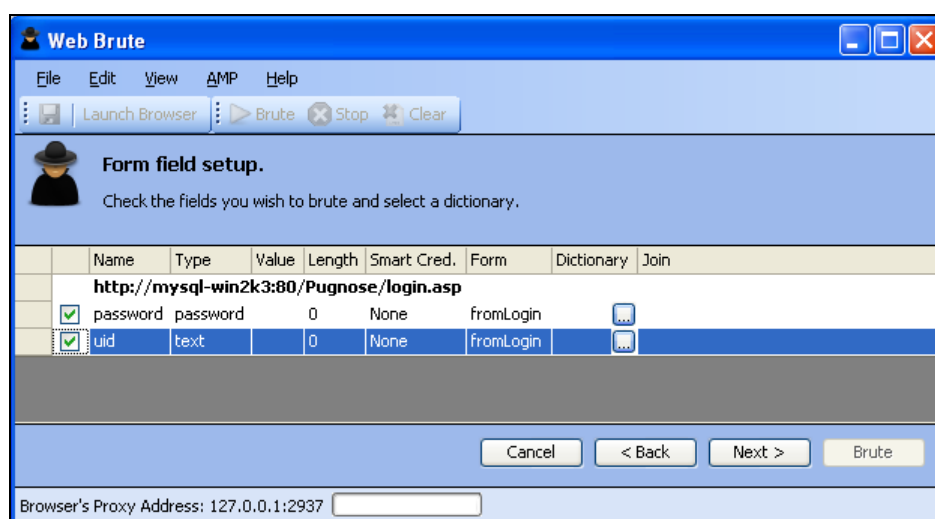 Web Brute
File Edit View AMP Help
Launch Browser Brute Stop Clear
Form field setup.
Check the fields you wish to brute and select a dictionary.
Name Type Value Length Smart Cred. Form Dictionary Join
http://mysql-win2k3:80/Pugnose/login.asp
password password 0 None fromLogin ...
uid text 0 None fromLogin ...
Cancel < Back Next > Brute
Browser's Proxy Address: 127.0.0.1:2937